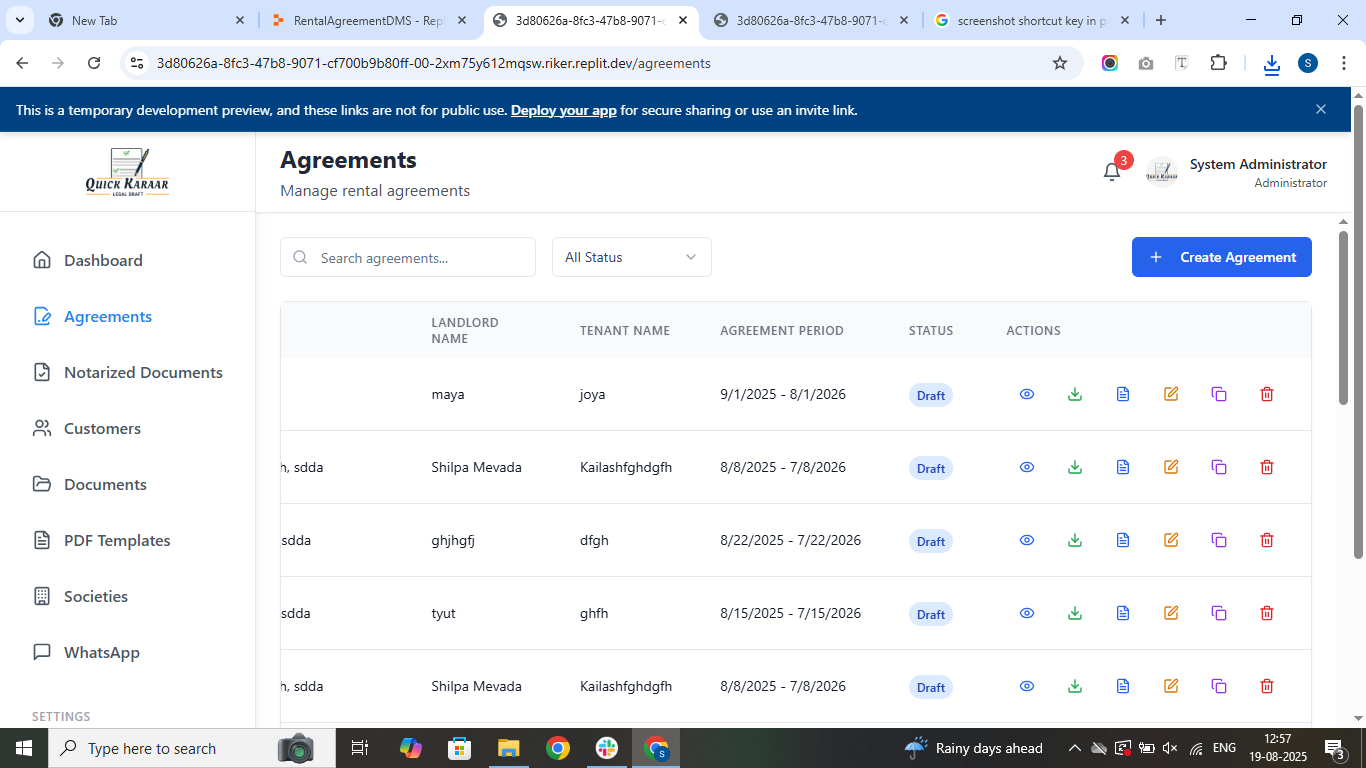 New Tab
RentalAgreementDMS - Repl
3d80626a-8fc3-47b8-9071-c
3d80626a-8fc3-47b8-9071-c
screenshot shortcut key in p
3d80626a-8fc3-47b8-9071-cf700b9b80ff-00-2xm75y612mqsw.riker.replit.dev/agreements
S
This is a temporary development preview, and these links are not for public use. Deploy your app for secure sharing or use an invite link.
QUICK KARAAR
LEGAL DRAFT
Agreements
Manage rental agreements
3
System Administrator
Administrator
Dashboard
Agreements
Notarized Documents
Customers
Documents
PDF Templates
Societies
WhatsApp
SETTINGS
Search agreements...
All Status
+ Create Agreement
LANDLORD NAME TENANT NAME AGREEMENT PERIOD STATUS ACTIONS
maya joya 9/1/2025 - 8/1/2026 Draft
h, sdda Shilpa Mevada Kailashfghdgfh 8/8/2025 - 7/8/2026 Draft
sdda ghjhgfj dfgh 8/22/2025 - 7/22/2026 Draft
sdda tyut ghfh 8/15/2025 - 7/15/2026 Draft
h, sdda Shilpa Mevada Kailashfghdgfh 8/8/2025 - 7/8/2026 Draft
Type here to search
S
Rainy days ahead
ENG
12:57
19-08-2025
3